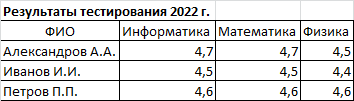 Результаты тестирования 2022 г.
ФИО Информатика Математика Физика
Александров А.А. 4,7 4,7 4,5
Иванов И.И. 4,5 4,5 4,4
Петров П.П. 4,6 4,6 4,6